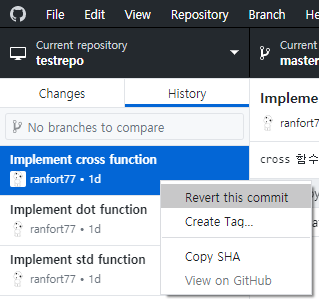 File Edit View Repository Branch H
Current repository
testrepo
Current
master
Changes
History
No branches to compare
Implement cross function
ranfort77 • 1d
Implement dot function
ranfort77 • 1d
Implement std function
ranfort77 • 1d
Impleme
ranfort
cross 함수
Revert this commit
Create Tag...
Copy SHA
View on GitHub